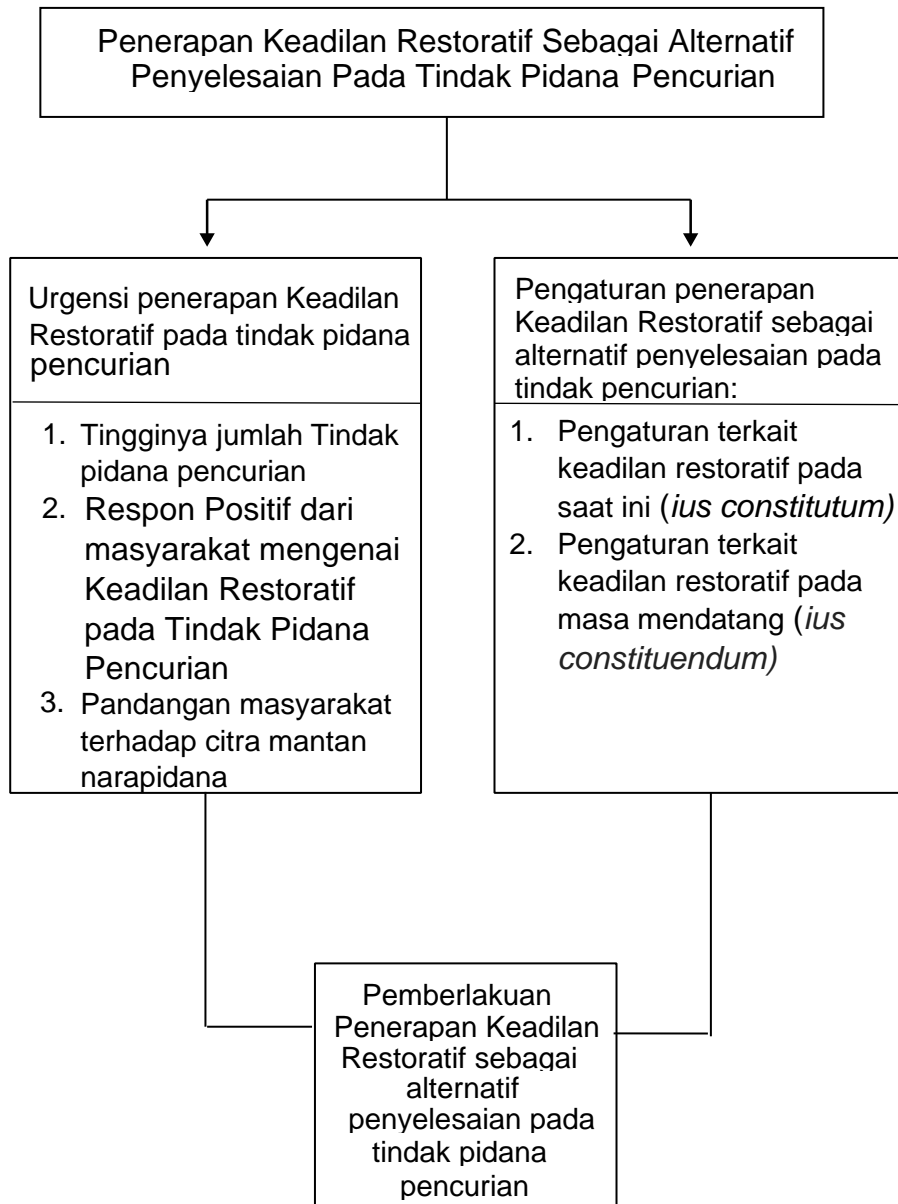 Penerapan Keadilan Restoratif Sebagai Alternatif
Penyelesaian Pada Tindak Pidana Pencurian
Urgensi penerapan Keadilan
Restoratif pada tindak pidana
pencurian
1. Tingginya jumlah Tindak
pidana pencurian
2. Respon Positif dari
masyarakat mengenai
Keadilan Restoratif
pada Tindak Pidana
Pencurian
3. Pandangan masyarakat
terhadap citra mantan
narapidana
Pengaturan penerapan
Keadilan Restoratif sebagai
alternatif penyelesaian pada
tindak pencurian:
1. Pengaturan terkait
keadilan restoratif pada
saat ini (ius constitutum)
2. Pengaturan terkait
keadilan restoratif pada
masa mendatang (ius
constituendum)
Pemberlakuan
Penerapan Keadilan
Restoratif sebagai
alternatif
penyelesaian pada
tindak pidana
pencurian